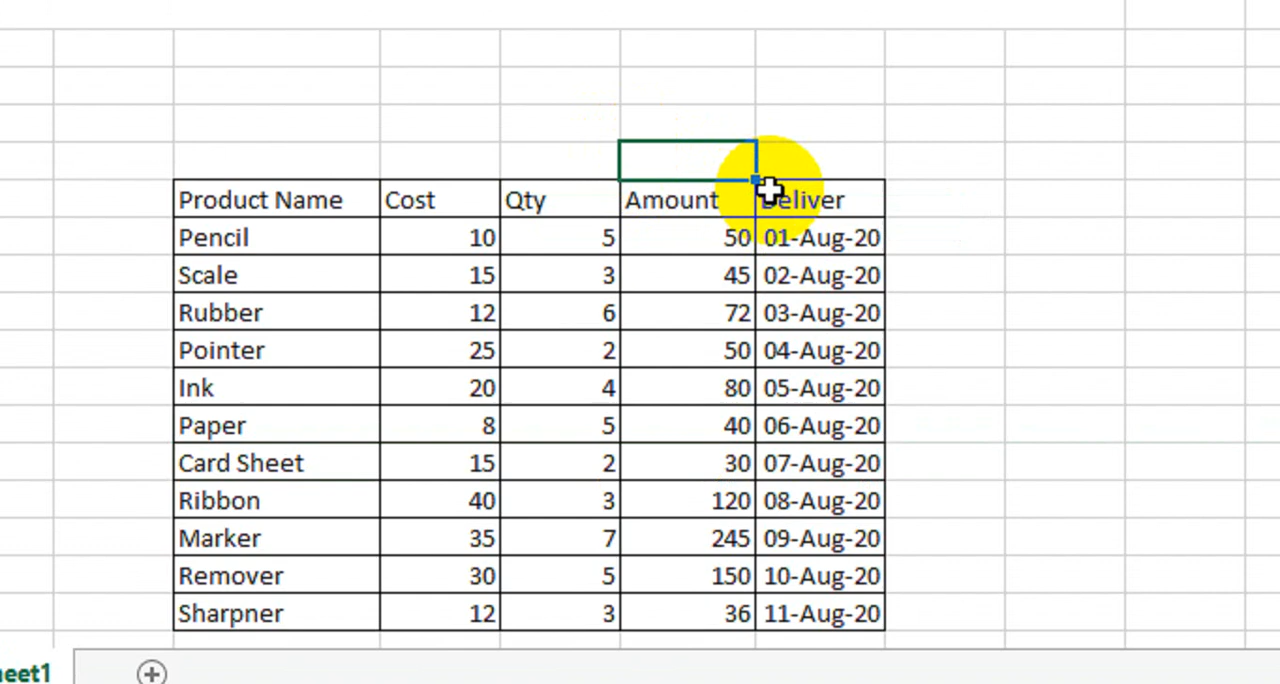 Product Name Cost Qty Amount Deliver
Pencil 10 5 50 01-Aug-20
Scale 15 3 45 02-Aug-20
Rubber 12 6 72 03-Aug-20
Pointer 25 2 50 04-Aug-20
Ink 20 4 80 05-Aug-20
Paper 8 5 40 06-Aug-20
Card Sheet 15 2 30 07-Aug-20
Ribbon 40 3 120 08-Aug-20
Marker 35 7 245 09-Aug-20
Remover 30 5 150 10-Aug-20
Sharpner 12 3 36 11-Aug-20
eet1